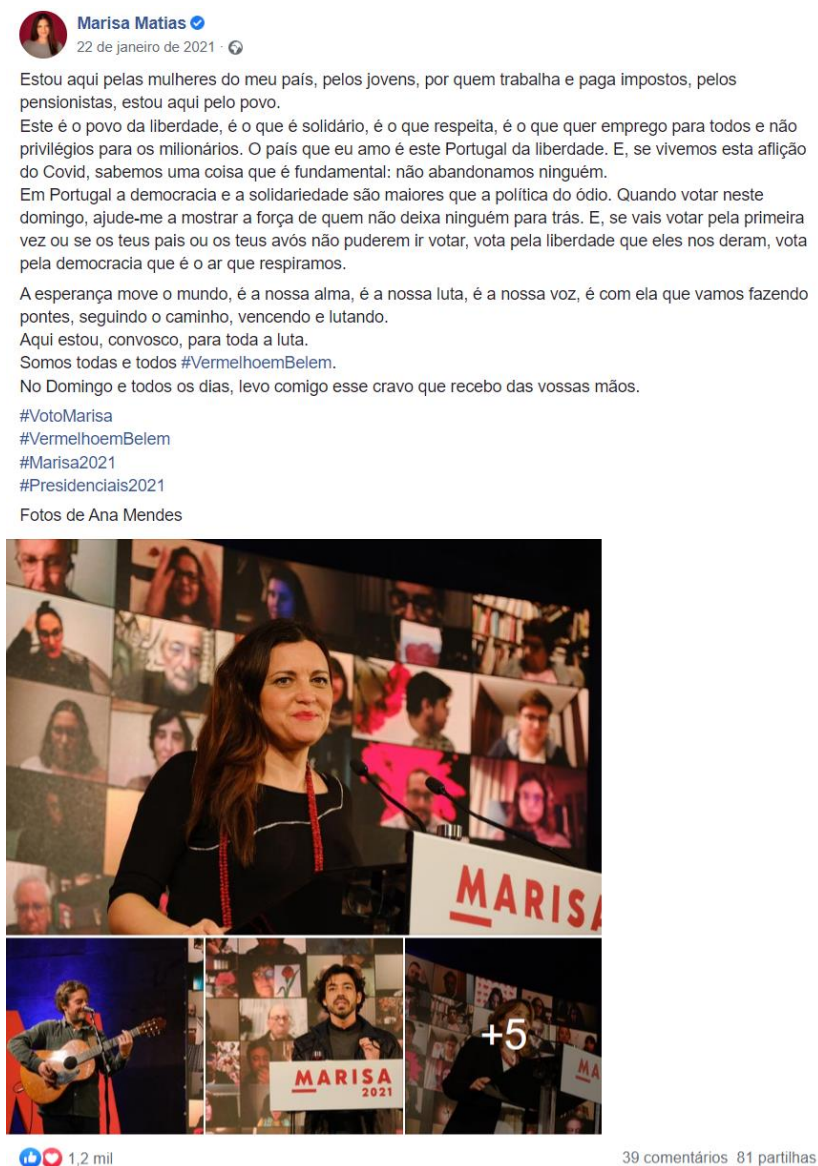 Marisa Matias
22 de janeiro de 2021 ·
Estou aqui pelas mulheres do meu país, pelos jovens, por quem trabalha e paga impostos, pelos
pensionistas, estou aqui pelo povo.
Este é o povo da liberdade, é o que é solidário, é o que respeita, é o que quer emprego para todos e não
privilégios para os milionários. O país que eu amo é este Portugal da liberdade. E, se vivemos esta aflição
do Covid, sabemos uma coisa que é fundamental: não abandonamos ninguém.
Em Portugal a democracia e a solidariedade são maiores que a política do ódio. Quando votar neste
domingo, ajude-me a mostrar a força de quem não deixa ninguém para trás. E, se vais votar pela primeira
vez ou se os teus pais ou os teus avós não puderem ir votar, vota pela liberdade que eles nos deram, vota
pela democracia que é o ar que respiramos.
A esperança move o mundo, é a nossa alma, é a nossa luta, é a nossa voz, é com ela que vamos fazendo
pontes, seguindo o caminho, vencendo e lutando.
Aqui estou, convosco, para toda a luta.
Somos todas e todos #VermelhoemBelem.
No Domingo e todos os dias, levo comigo esse cravo que recebo das vossas mãos.
#VotoMarisa
#VermelhoemBelem
#Marisa2021
#Presidenciais2021
Fotos de Ana Mendes
MARISA
MARISA
2021
+5
MA
1,2 mil
39 comentários 81 partilhas